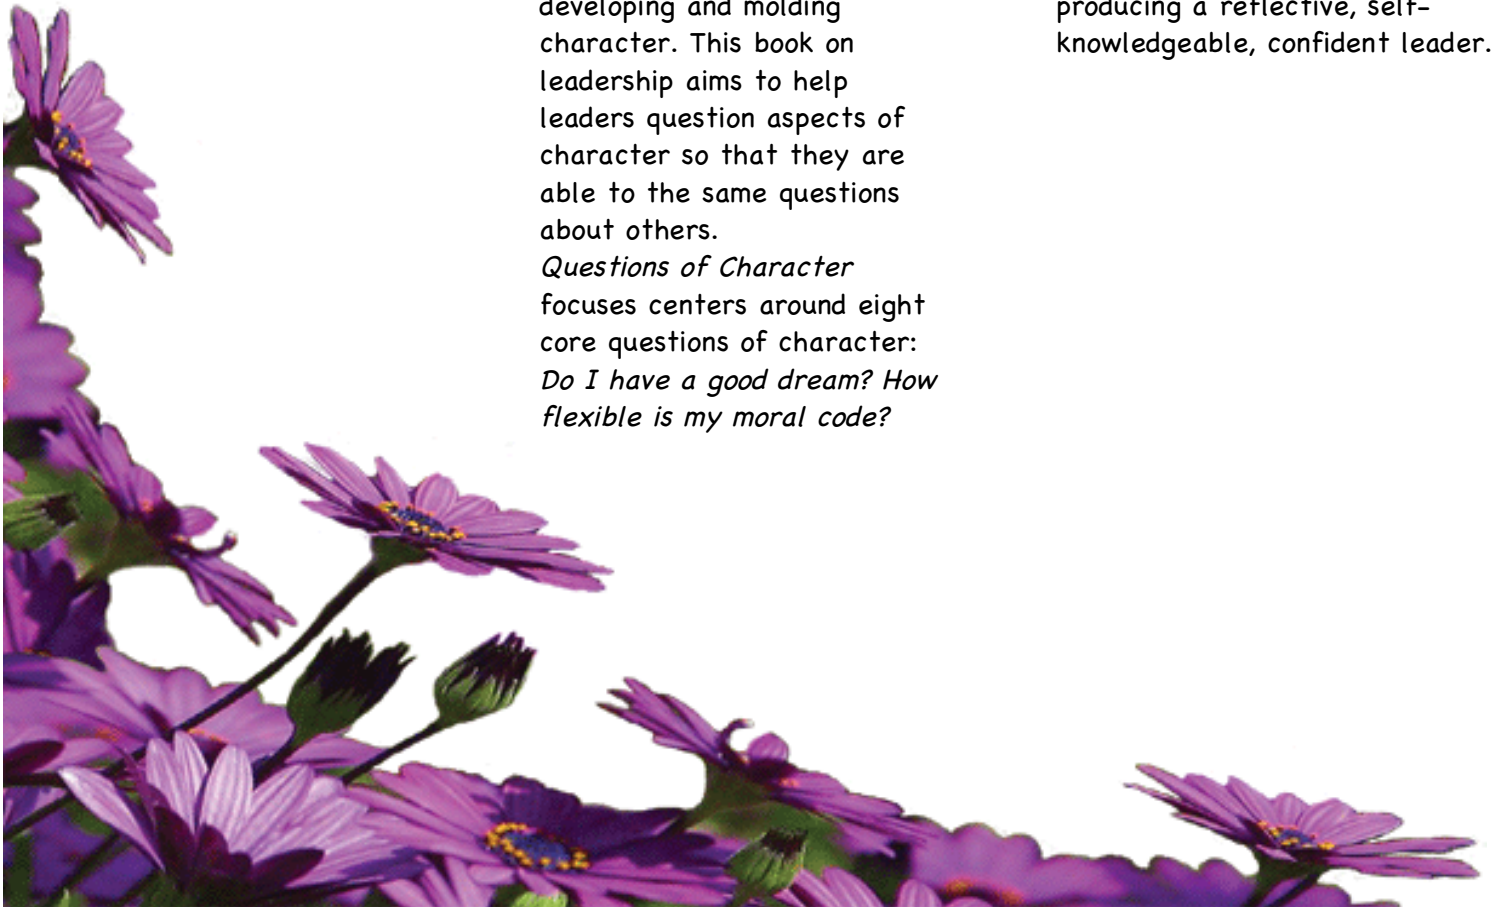 developing and molding
character. This book on
leadership aims to help
leaders question aspects of
character so that they are
able to the same questions
about others.
Questions of Character
focuses centers around eight
core questions of character:
Do I have a good dream? How
flexible is my moral code?
producing a reflective, self-
knowledgeable, confident leader.